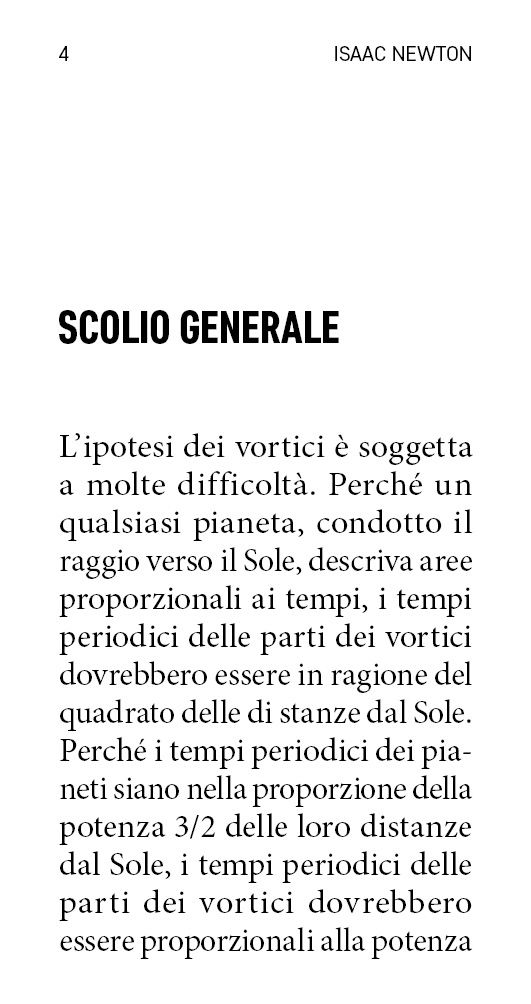 4 ISAAC NEWTON
SCOLIO GENERALE
L’ipotesi dei vortici è soggetta
a molte difficoltà. Perché un
qualsiasi pianeta, condotto il
raggio verso il Sole, descriva aree
proporzionali ai tempi, i tempi
periodici delle parti dei vortici
dovrebbero essere in ragione del
quadrato delle di stanze dal Sole.
Perché i tempi periodici dei pia-
neti siano nella proporzione della
potenza 3/2 delle loro distanze
dal Sole, i tempi periodici delle
parti dei vortici dovrebbero
essere proporzionali alla potenza